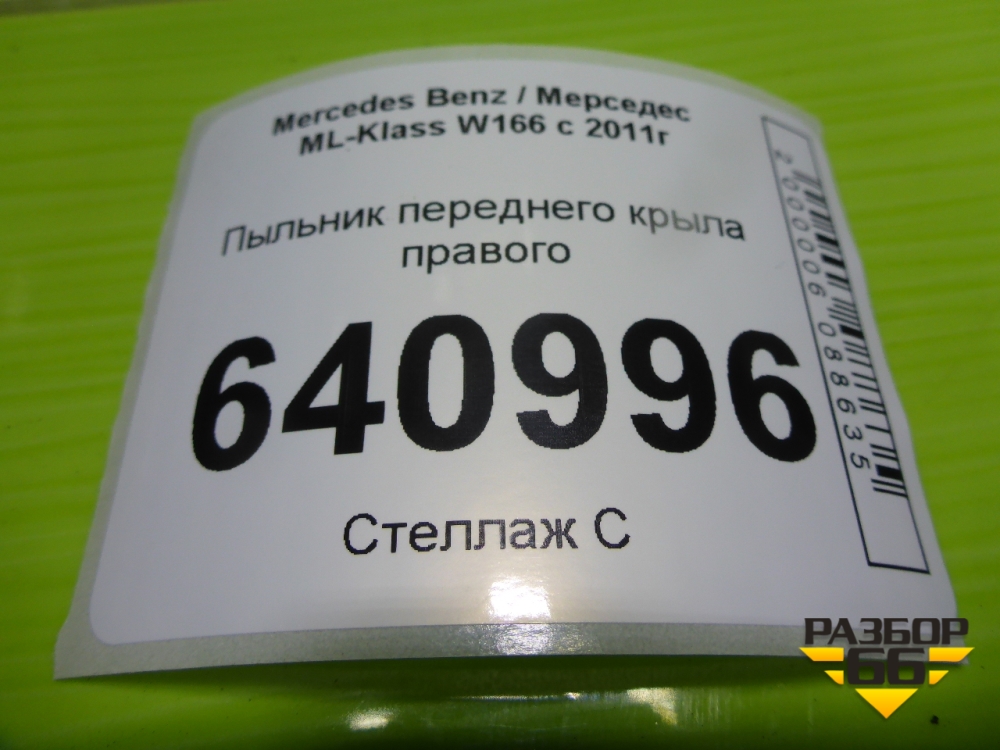 Mercedes Benz / Мерседес
ML-Klass W166 с 2011г
Пыльник переднего крыла
правого
640996
Стеллаж С
2000006088635
РАЗБОР
66